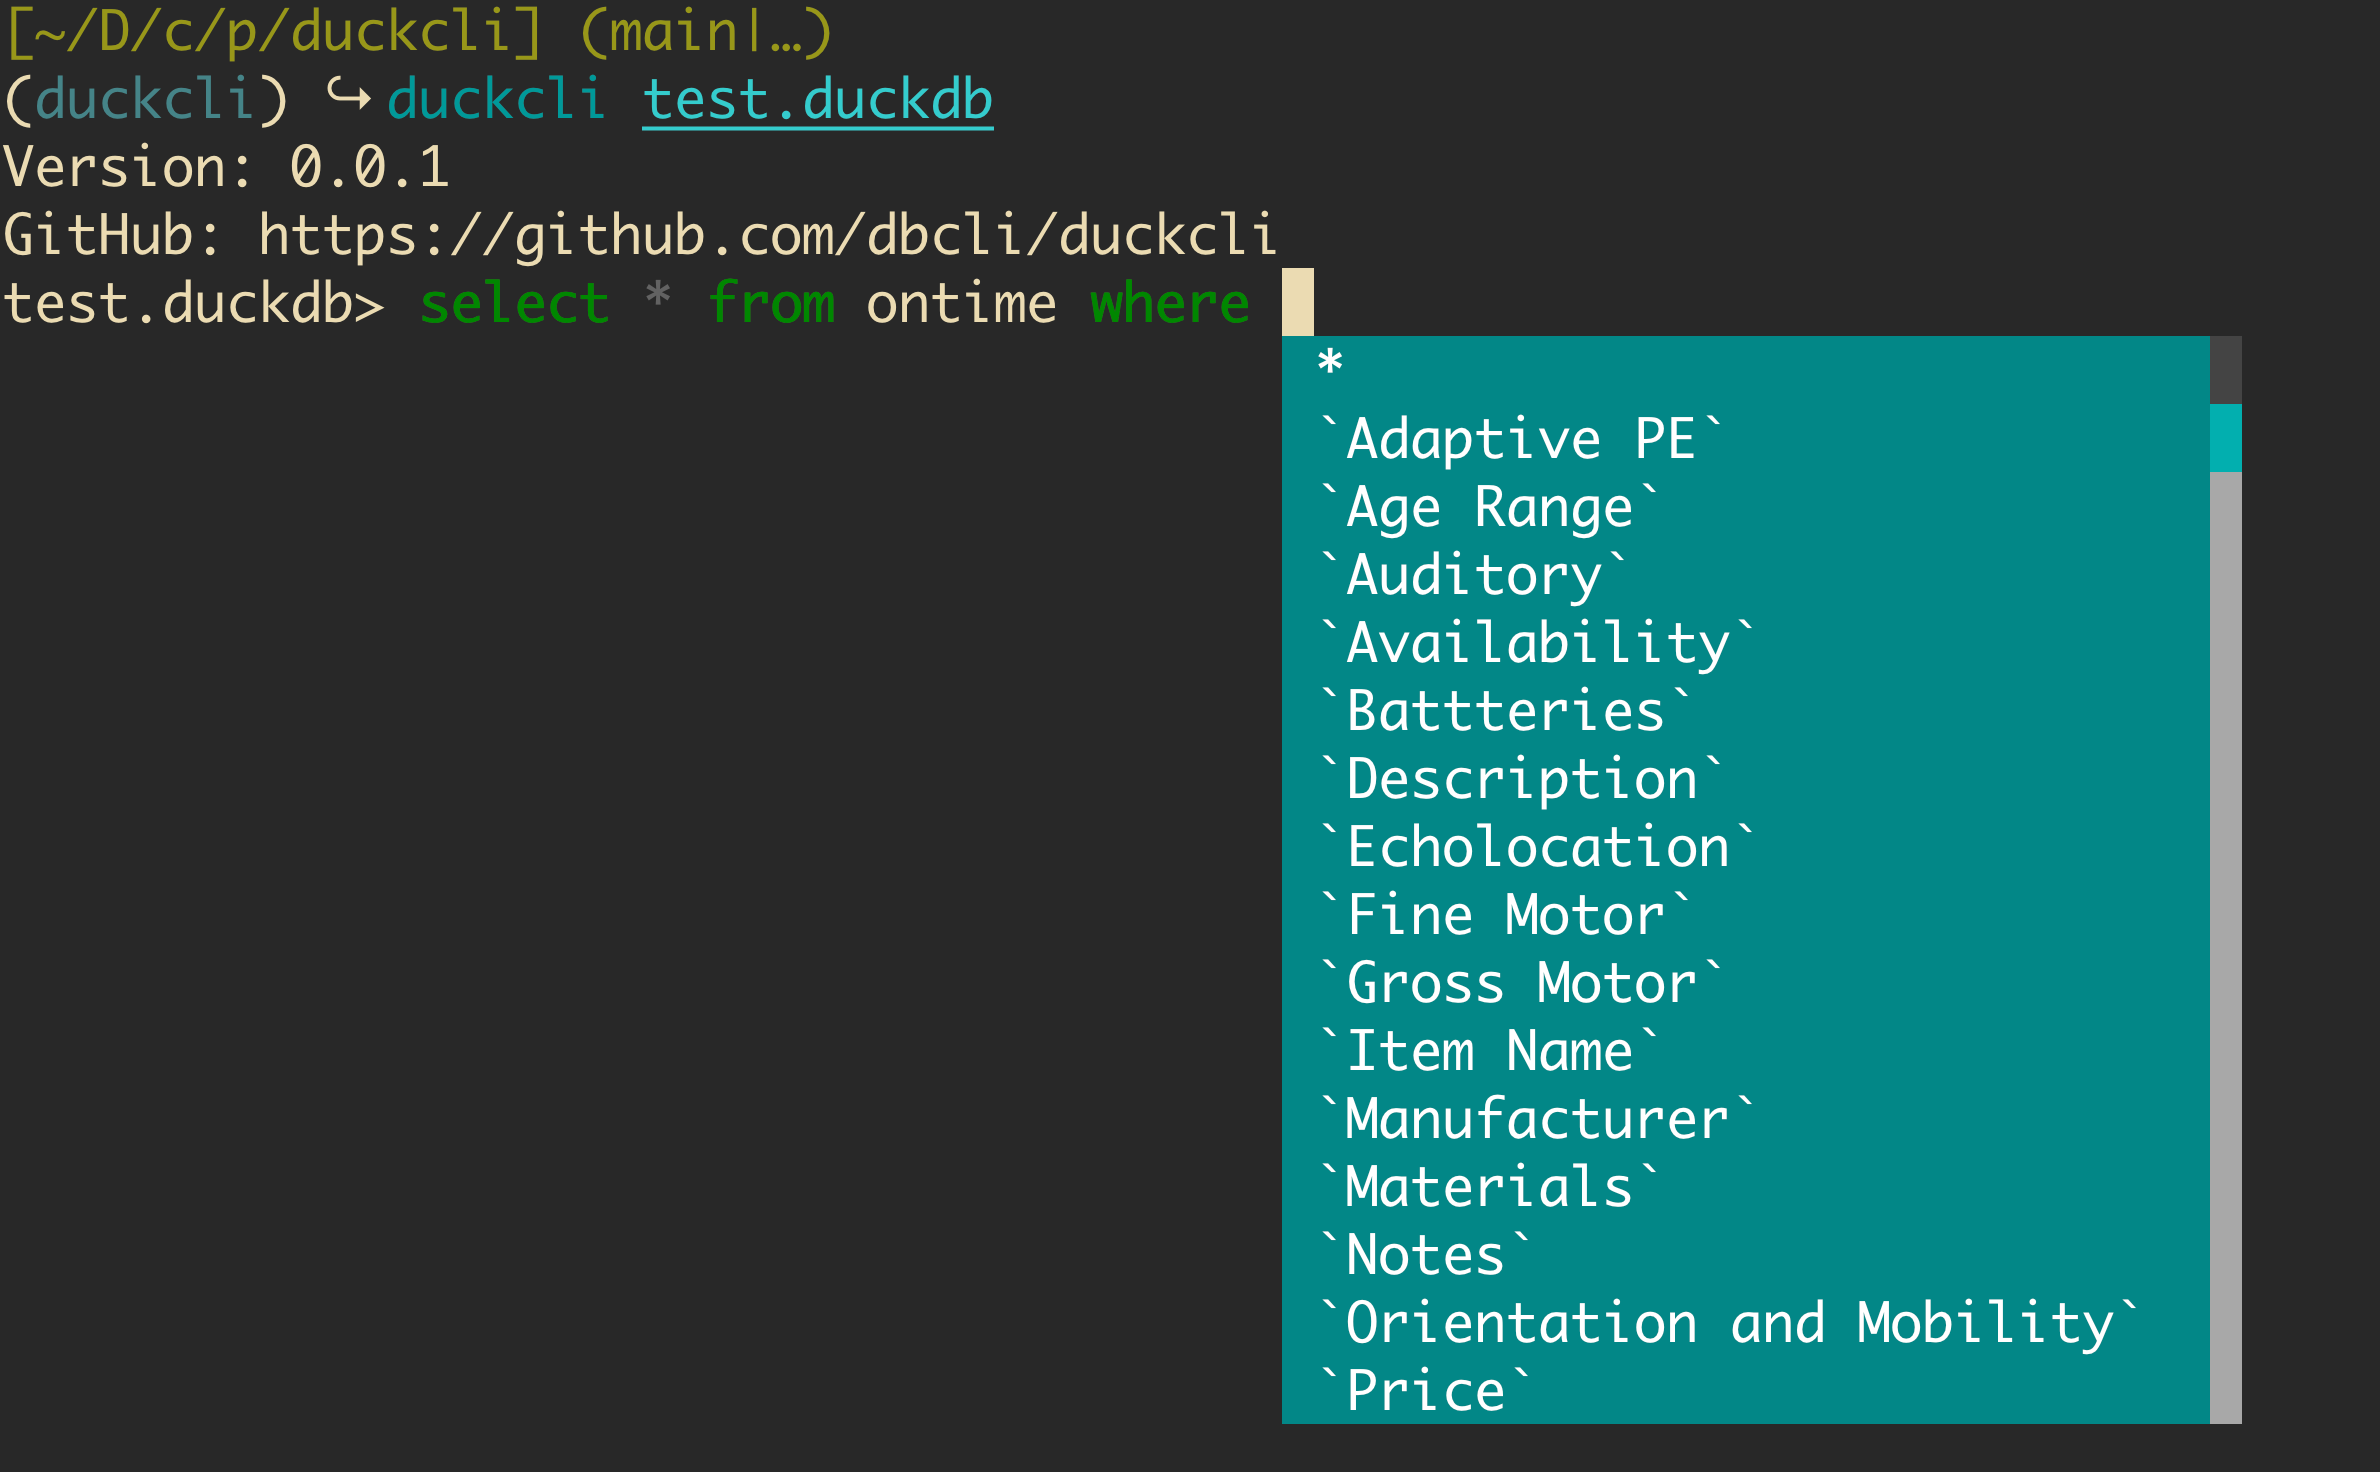 [~/D/c/p/duckcli] (main|…)
(duckcli) ↪ duckcli test.duckdb
Version: 0.0.1
GitHub: https://github.com/dbcli/duckcli
test.duckdb> select * from ontime where
*
`Adaptive PE`
`Age Range`
`Auditory`
`Availability`
`Battteries`
`Description`
`Echolocation`
`Fine Motor`
`Gross Motor`
`Item Name`
`Manufacturer`
`Materials`
`Notes`
`Orientation and Mobility`
`Price`